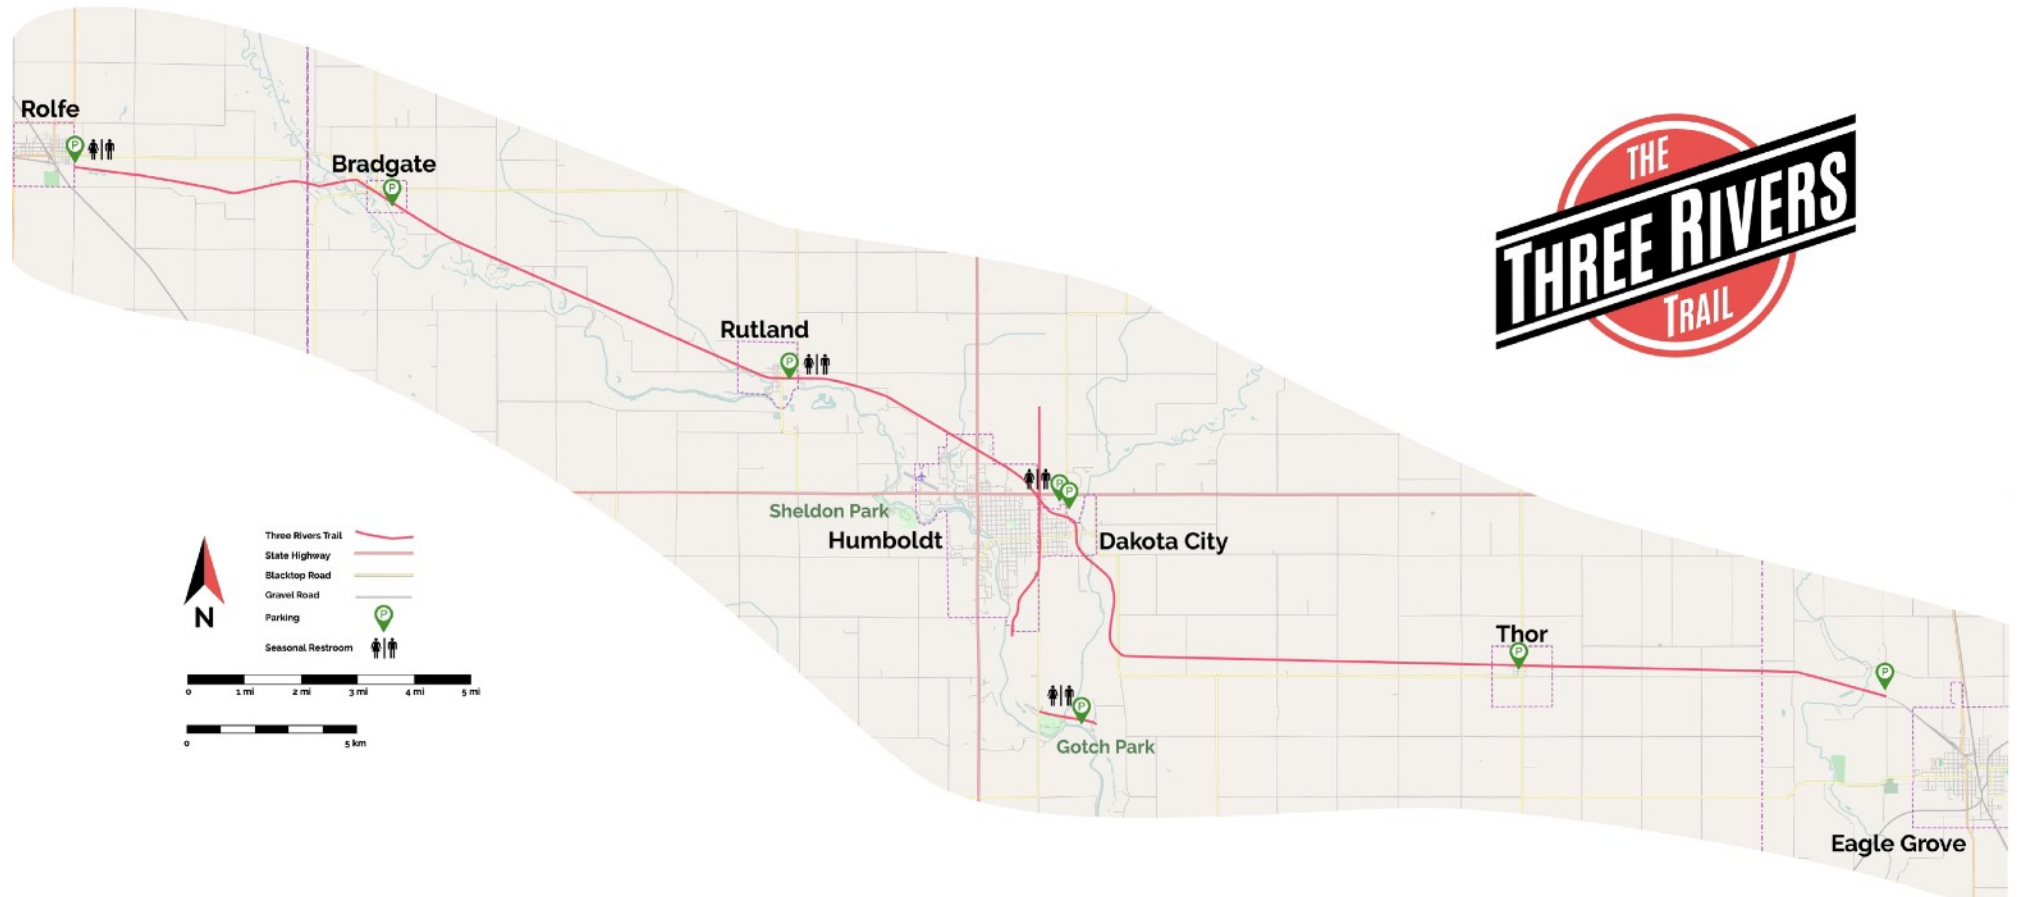 Rolfe
P
Bradgate
P
THE
THREE RIVERS
TRAIL
Rutland
P
P
P
Sheldon Park
Humboldt
Dakota City
Three Rivers Trail
State Highway
Blacktop Road
Gravel Road
Parking
P
Seasonal Restroom
N
0 1 mi 2 mi 3 mi 4 mi 5 mi
0 5 km
Thor
P
P
P
Gotch Park
Eagle Grove